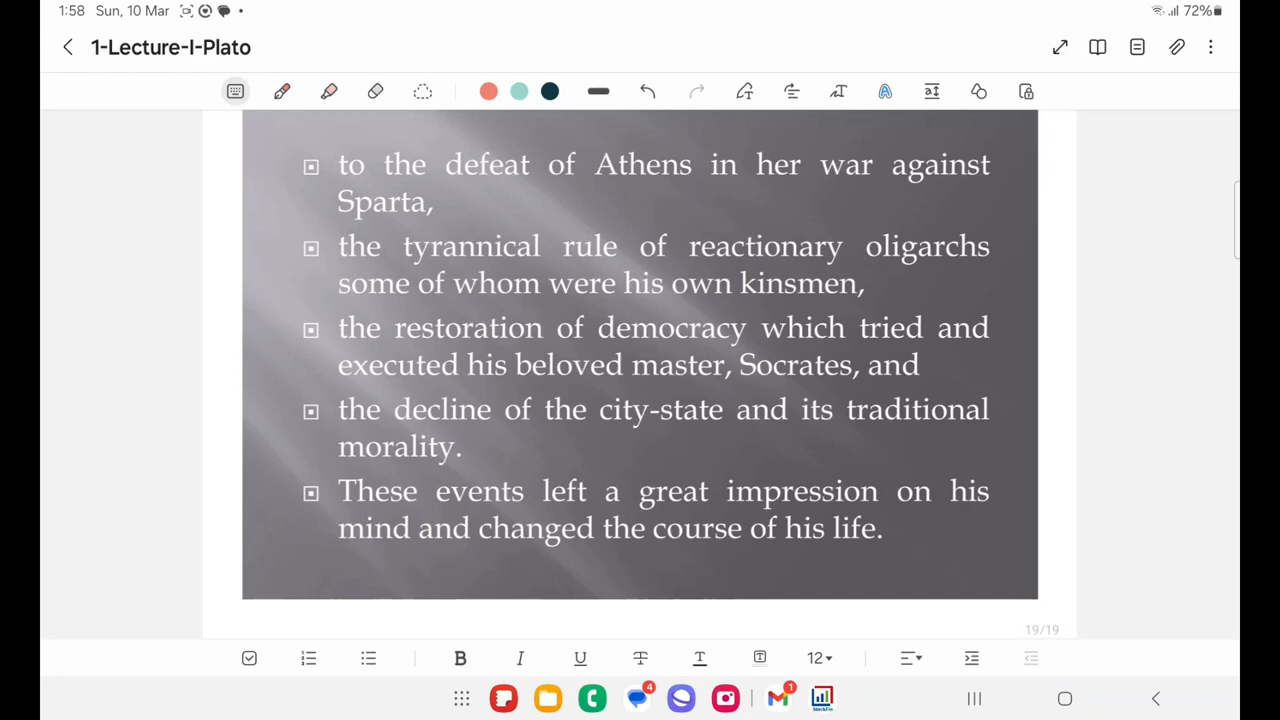 1:58 Sun, 10 Mar 72%
1-Lecture-I-Plato
to the defeat of Athens in her war against
Sparta,
the tyrannical rule of reactionary oligarchs
some of whom were his own kinsmen,
the restoration of democracy which tried and
executed his beloved master, Socrates, and
the decline of the city-state and its traditional
morality.
These events left a great impression on his
mind and changed the course of his life.
19/19
B I U T T T 12
4 1
StockFin